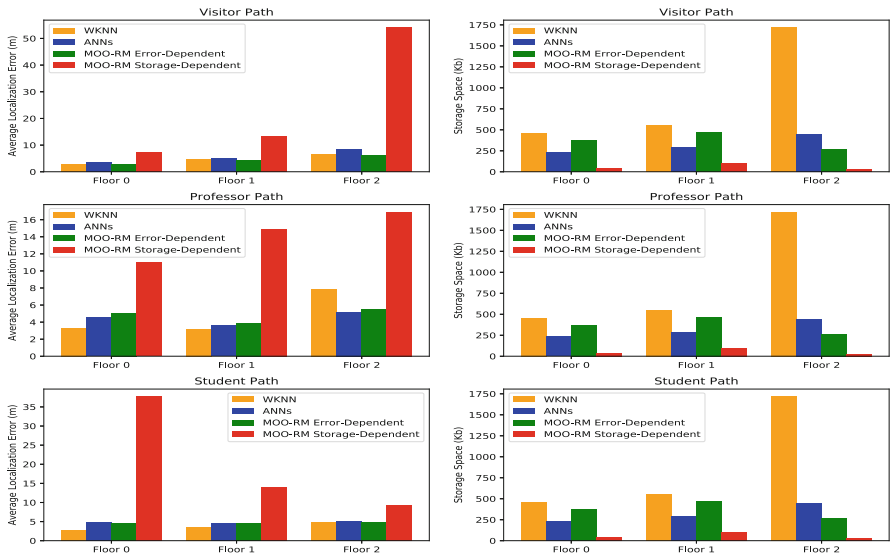 Visitor Path
Average Localization Error (m)
50
40
30
20
10
0
WKNN
ANNs
MOO-RM Error-Dependent
MOO-RM Storage-Dependent
Floor 0 Floor 1 Floor 2
Visitor Path
Storage Space (Kb)
1750
1500
1250
1000
750
500
250
0
WKNN
ANNs
MOO-RM Error-Dependent
MOO-RM Storage-Dependent
Floor 0 Floor 1 Floor 2
Professor Path
Average Localization Error (m)
16
14
12
10
8
6
4
2
0
WKNN
ANNs
MOO-RM Error-Dependent
MOO-RM Storage-Dependent
Floor 0 Floor 1 Floor 2
Professor Path
Storage Space (Kb)
1750
1500
1250
1000
750
500
250
0
WKNN
ANNs
MOO-RM Error-Dependent
MOO-RM Storage-Dependent
Floor 0 Floor 1 Floor 2
Student Path
Average Localization Error (m)
35
30
25
20
15
10
5
0
WKNN
ANNs
MOO-RM Error-Dependent
MOO-RM Storage-Dependent
Floor 0 Floor 1 Floor 2
Student Path
Storage Space (Kb)
1750
1500
1250
1000
750
500
250
0
WKNN
ANNs
MOO-RM Error-Dependent
MOO-RM Storage-Dependent
Floor 0 Floor 1 Floor 2